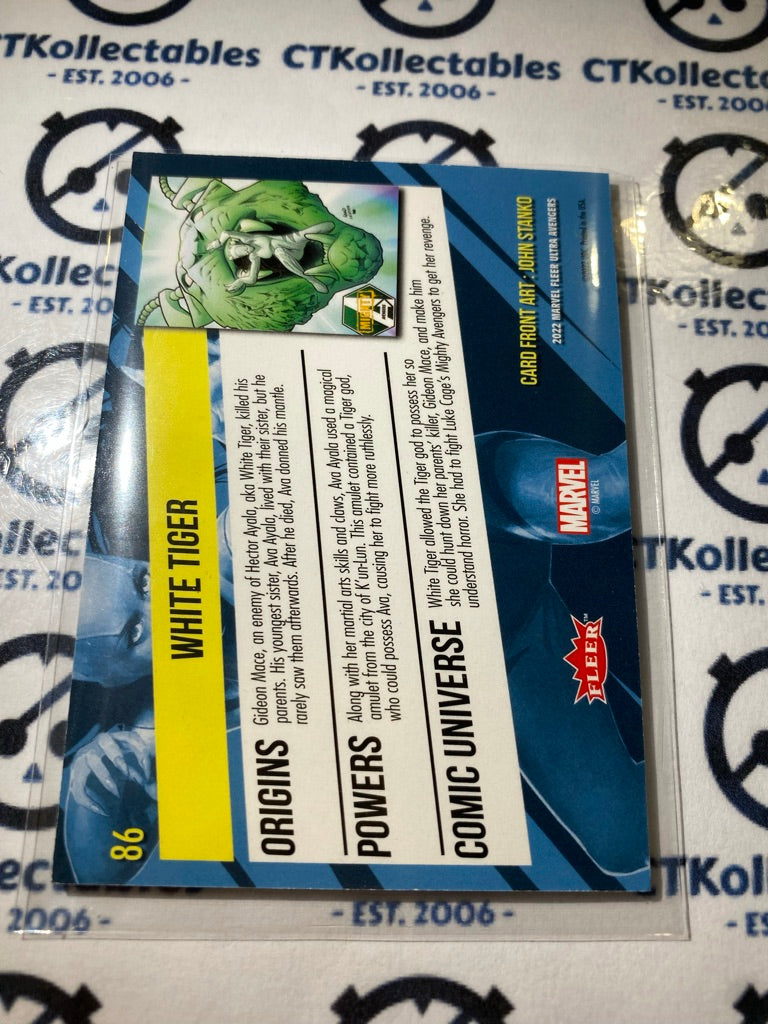 CTKollectables
- EST. 2006 -
CTKollectables
- EST. 2006 -
86
WHITE TIGER
MIGHTY
ORIGINS
Gideon Mace, an enemy of Hector Ayala, aka White Tiger, killed his
parents. His youngest sister, Ava Ayala, lived with their sister, but he
rarely saw them afterwards. After he died, Ava donned his mantle.
POWERS
Along with her martial arts skills and claws, Ava Ayala used a magical
amulet from the city of K'un-Lun. This amulet contained a Tiger god,
who could possess Ava, causing her to fight more ruthlessly.
COMIC UNIVERSE
White Tiger allowed the Tiger god to possess her so
she could hunt down her parents' killer, Gideon Mace, and make him
understand horror. She had to fight Luke Cage's Mighty Avengers to get her revenge.
FLEER™
MARVEL
© MARVEL
CARD FRONT ART : JOHN STANKO
2022 MARVEL FLEER ULTRA AVENGERS
Printed in the USA.
- EST. 2006 -